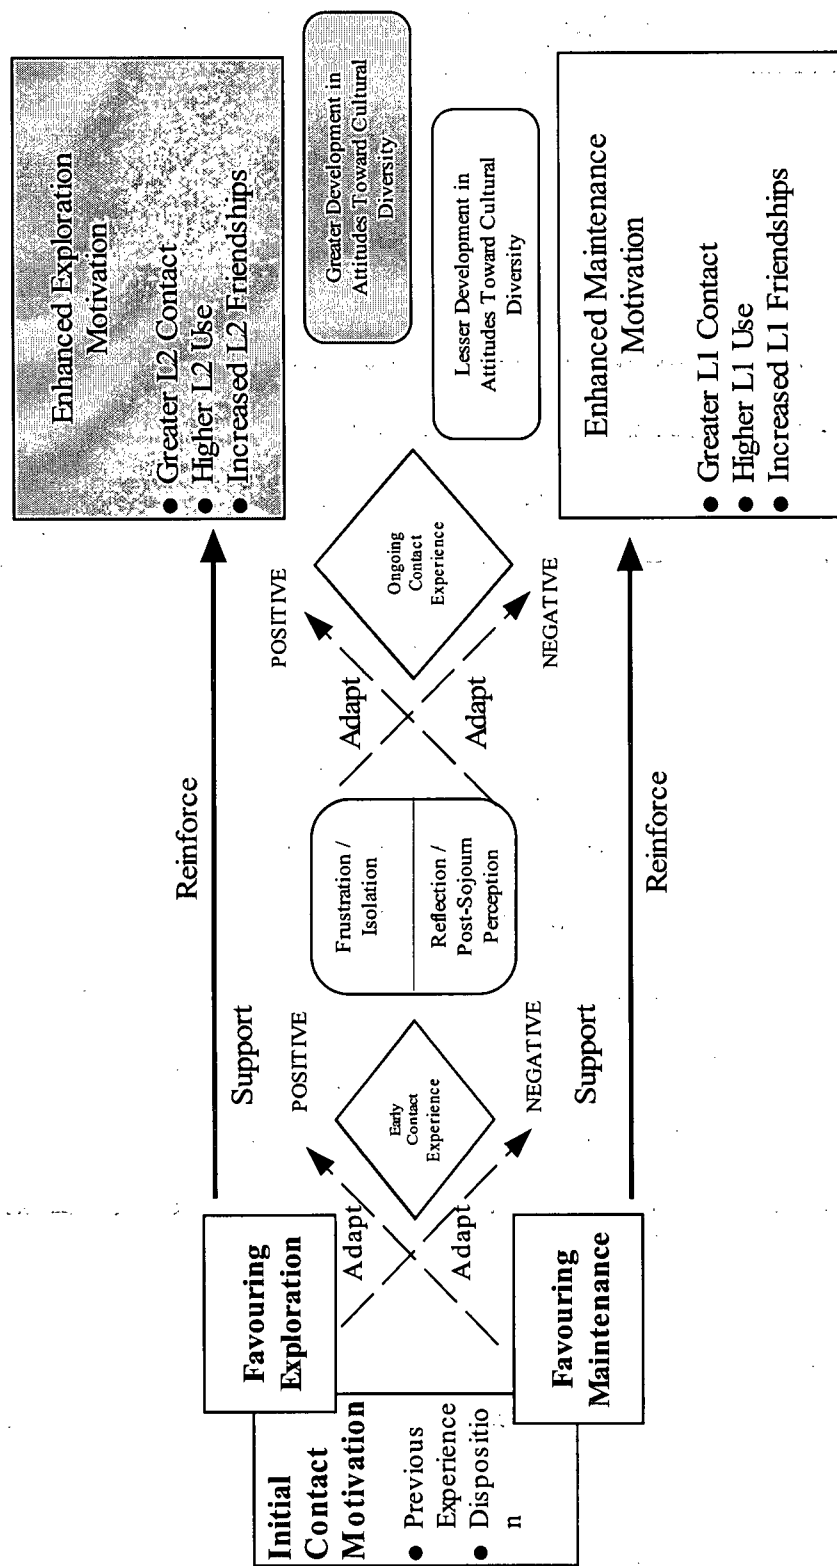 Initial
Contact
Motivation
● Previous
Experience
● Dispositio
n
Favouring
Exploration
Favouring
Maintenance
Adapt
Adapt
Early
Contact
Experience
POSITIVE
NEGATIVE
Support
Support
Reinforce
Reinforce
Frustration /
Isolation
Reflection /
Post-Sojourn
Perception
Adapt
Adapt
Ongoing
Contact
Experience
POSITIVE
NEGATIVE
Enhanced Exploration
Motivation
● Greater L2 Contact
● Higher L2 Use
● Increased L2 Friendships
Greater Development in
Attitudes Toward Cultural
Diversity
Lesser Development in
Attitudes Toward Cultural
Diversity
Enhanced Maintenance
Motivation
● Greater L1 Contact
● Higher L1 Use
● Increased L1 Friendships